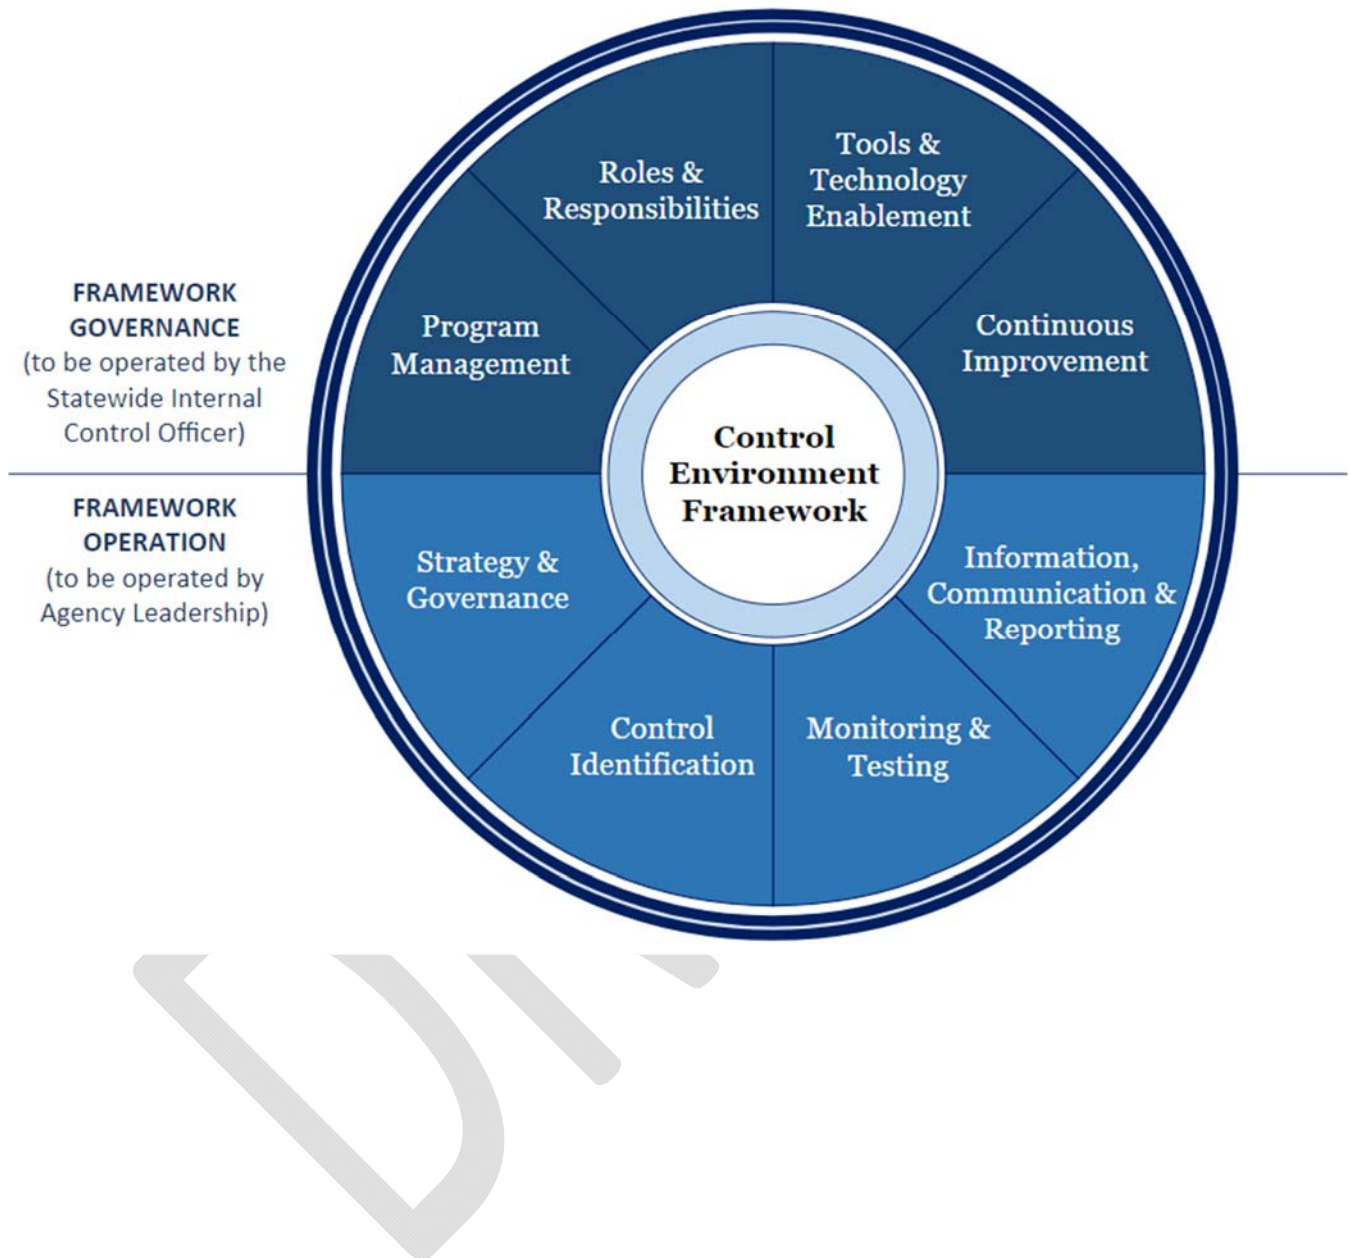 Roles &
Responsibilities
Tools &
Technology
Enablement
FRAMEWORK
GOVERNANCE
(to be operated by the
Statewide Internal
Control Officer)
Program
Management
Continuous
Improvement
Control
Environment
Framework
FRAMEWORK
OPERATION
(to be operated by
Agency Leadership)
Strategy &
Governance
Control
Identification
Monitoring &
Testing
Information,
Communication &
Reporting